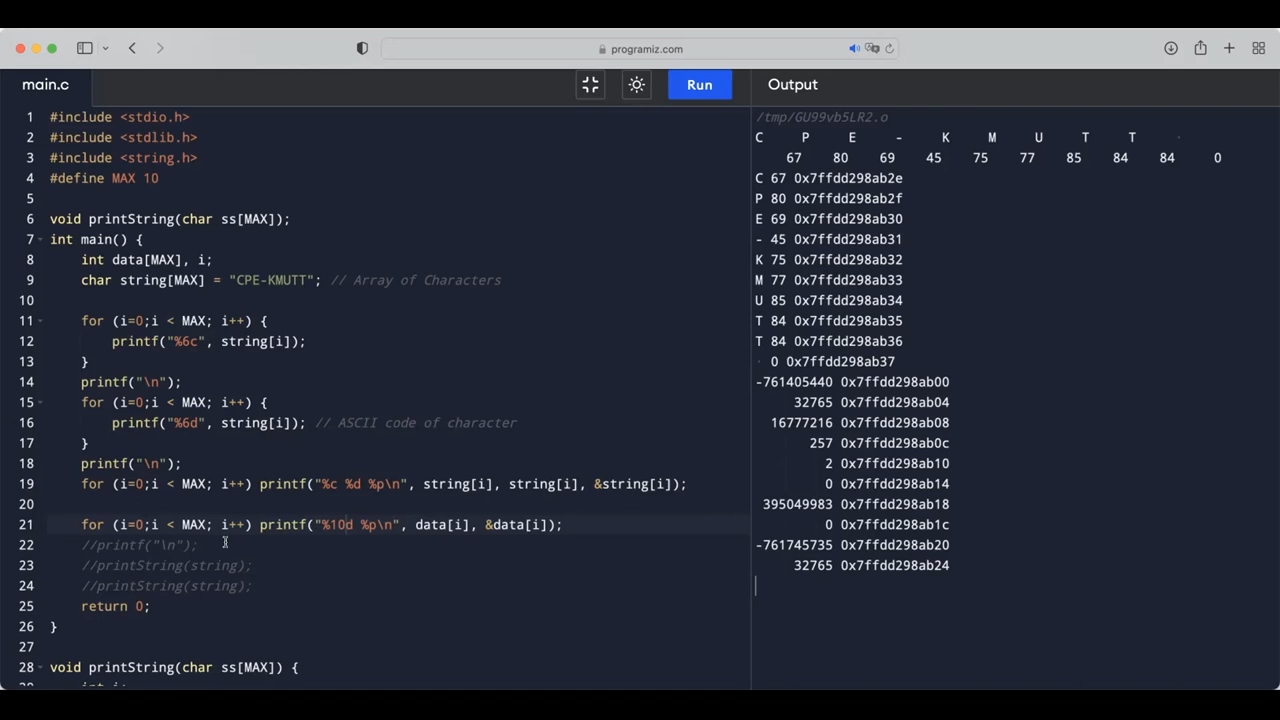 programiz.com
main.c
Run
Output
1 #include <stdio.h>
2 #include <stdlib.h>
3 #include <string.h>
4 #define MAX 10
5
6 void printString(char ss[MAX]);
7 int main() {
8 int data[MAX], i;
9 char string[MAX] = "CPE-KMUTT"; // Array of Characters
10
11 for (i=0;i < MAX; i++) {
12 printf("%6c", string[i]);
13 }
14 printf("\n");
15 for (i=0;i < MAX; i++) {
16 printf("%6d", string[i]); // ASCII code of character
17 }
18 printf("\n");
19 for (i=0;i < MAX; i++) printf("%c %d %p\n", string[i], string[i], &string[i]);
20
21 for (i=0;i < MAX; i++) printf("%10d %p\n", data[i], &data[i]);
22 //printf("\n");
23 //printString(string);
24 //printString(string);
25 return 0;
26 }
27
28 void printString(char ss[MAX]) {
/tmp/GU99vb5LR2.o
C P E - K M U T T
67 80 69 45 75 77 85 84 84 0
C 67 0x7ffdd298ab2e
P 80 0x7ffdd298ab2f
E 69 0x7ffdd298ab30
- 45 0x7ffdd298ab31
K 75 0x7ffdd298ab32
M 77 0x7ffdd298ab33
U 85 0x7ffdd298ab34
T 84 0x7ffdd298ab35
T 84 0x7ffdd298ab36
0 0x7ffdd298ab37
-761405440 0x7ffdd298ab00
32765 0x7ffdd298ab04
16777216 0x7ffdd298ab08
257 0x7ffdd298ab0c
2 0x7ffdd298ab10
0 0x7ffdd298ab14
395049983 0x7ffdd298ab18
0 0x7ffdd298ab1c
-761745735 0x7ffdd298ab20
32765 0x7ffdd298ab24